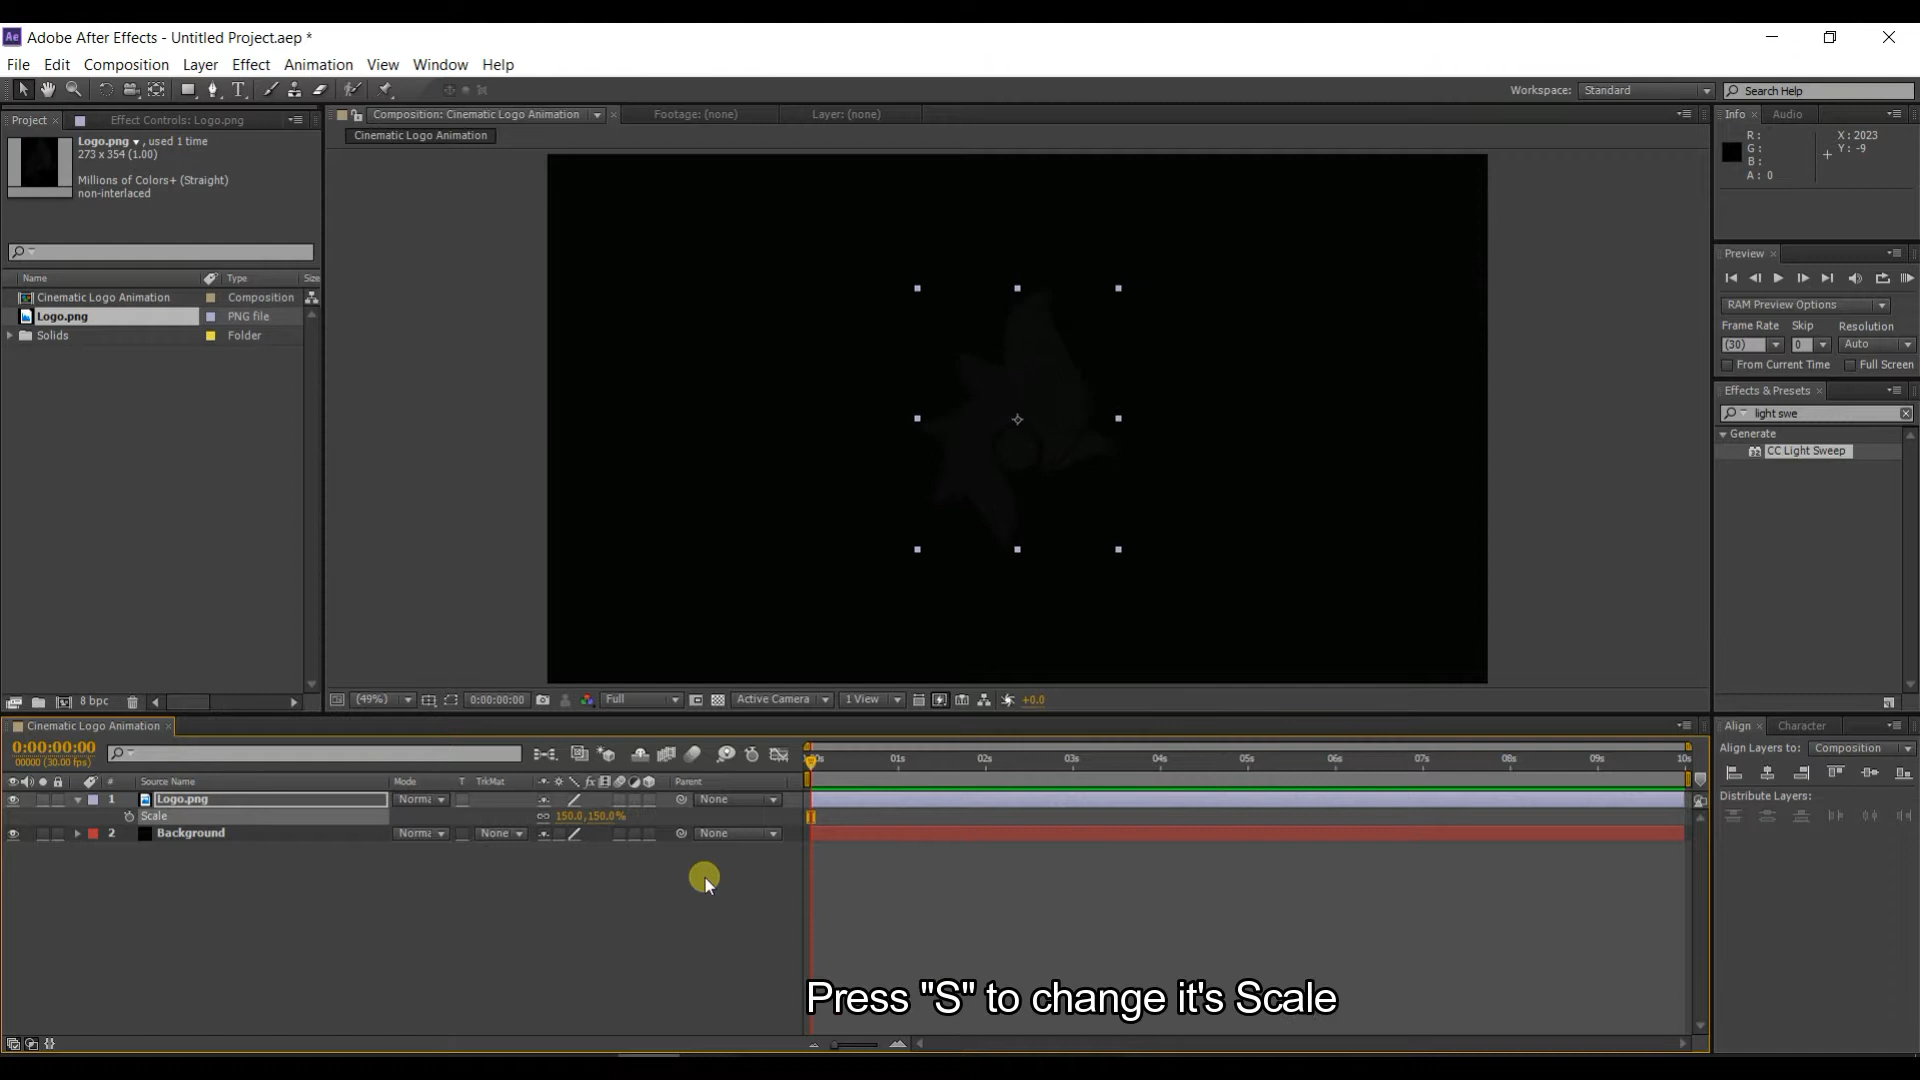 Adobe After Effects - Untitled Project.aep *
File Edit Composition Layer Effect Animation View Window Help
Workspace: Standard Search Help
Project Effect Controls: Logo.png
Composition: Cinematic Logo Animation Footage: (none) Layer: (none)
Info Audio
Cinematic Logo Animation
Logo.png , used 1 time
273 x 354 (1.00)
Millions of Colors+ (Straight)
non-interlaced
R:
G:
B:
A: 0
X: 2023
Y: -9
Preview
RAM Preview Options
Frame Rate Skip Resolution
(30) 0 Auto
From Current Time Full Screen
Effects & Presets
light swe
Generate
CC Light Sweep
Name Type Size
Cinematic Logo Animation Composition
Logo.png PNG file
Solids Folder
8 bpc
(49%) 0:00:00:00 Full Active Camera 1 View +0.0
Cinematic Logo Animation
0:00:00:00
00000 (30.00 fps)
# Source Name Mode T TrkMat Parent
01s 02s 03s 04s 05s 06s 07s 08s 09s 10s
1 Logo.png Norma None
Scale 150.0,150.0%
2 Background Norma None None
Align Character
Align Layers to: Composition
Distribute Layers:
Press "S" to change it's Scale